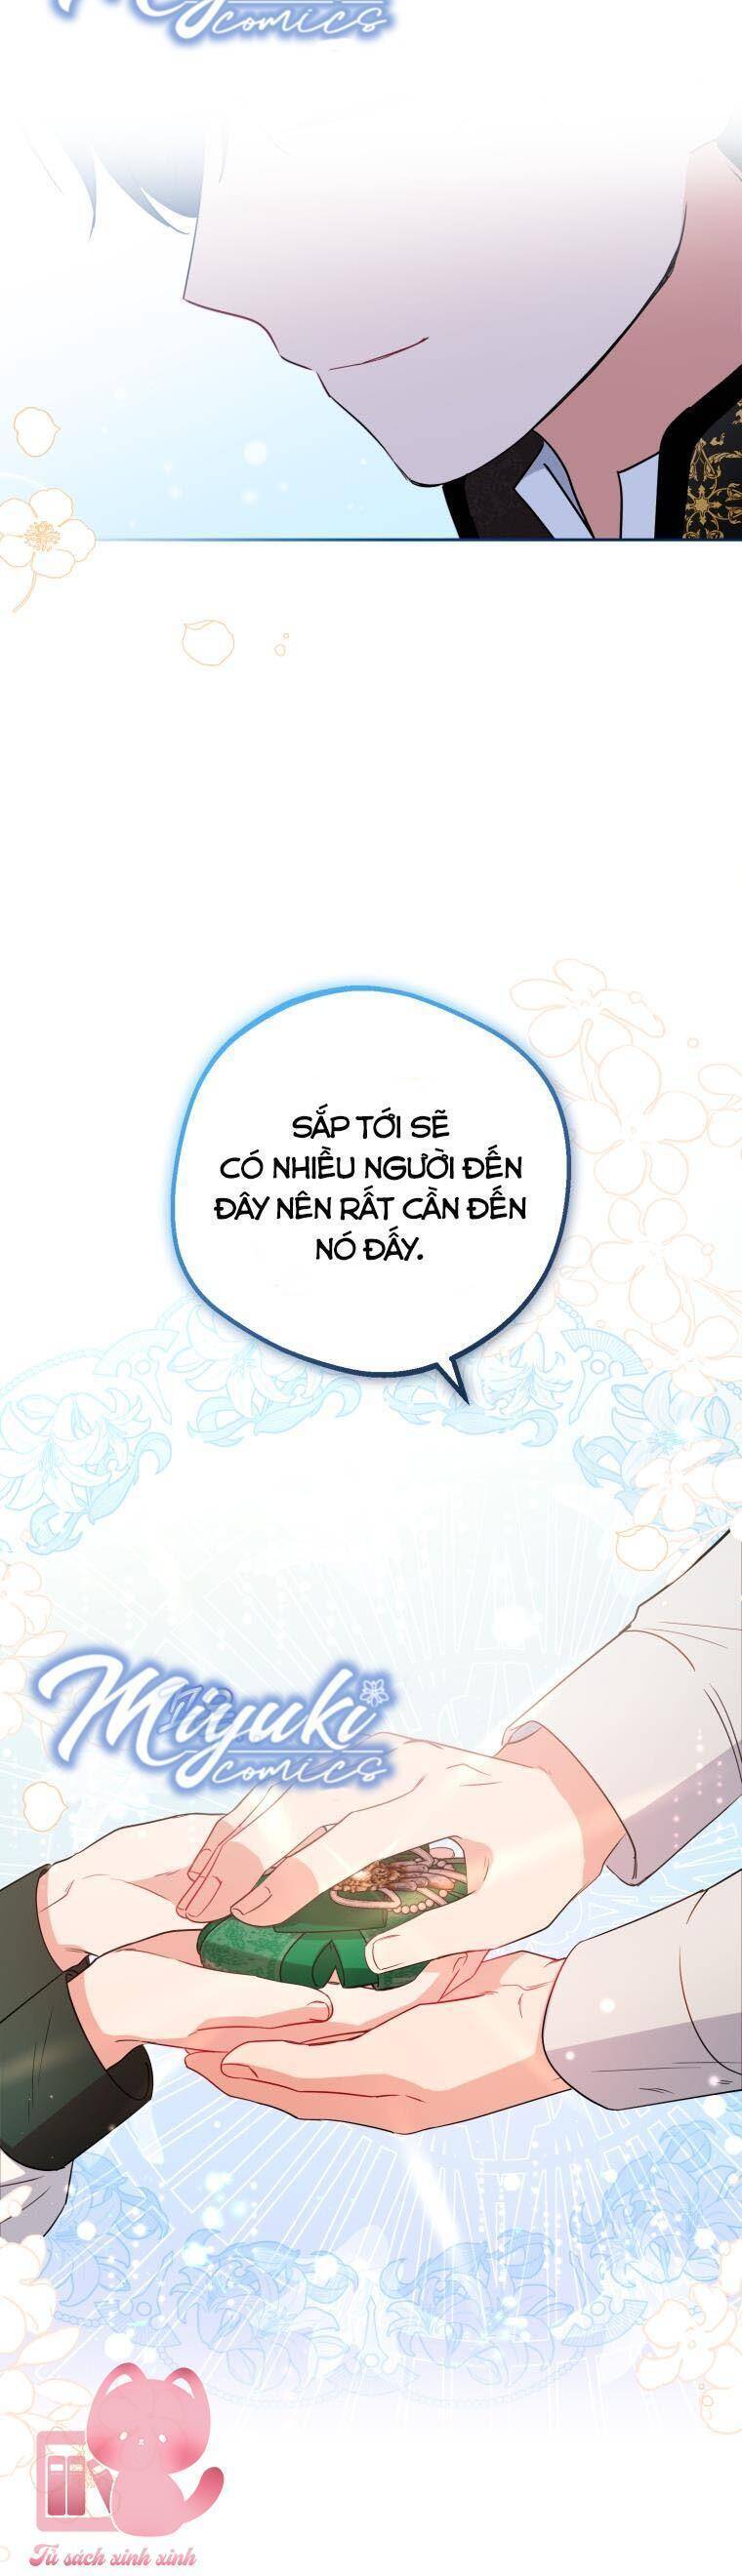 Miyuki
comics
SẮP TỚI SẼ
CÓ NHIỀU NGƯỜI ĐẾN
ĐÂY NÊN RẤT CẦN ĐẾN
NÓ ĐẤY.
Miyuki
comics
Tủ sách xinh xinh